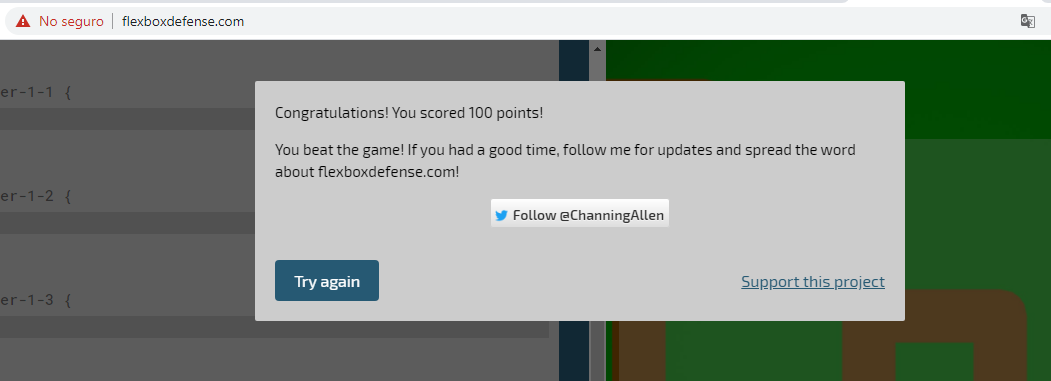 No seguro | flexboxdefense.com
er-1-1 {
Congratulations! You scored 100 points!
You beat the game! If you had a good time, follow me for updates and spread the word
about flexboxdefense.com!
er-1-2 {
Follow @ChanningAllen
Try again
Support this project
er-1-3 {